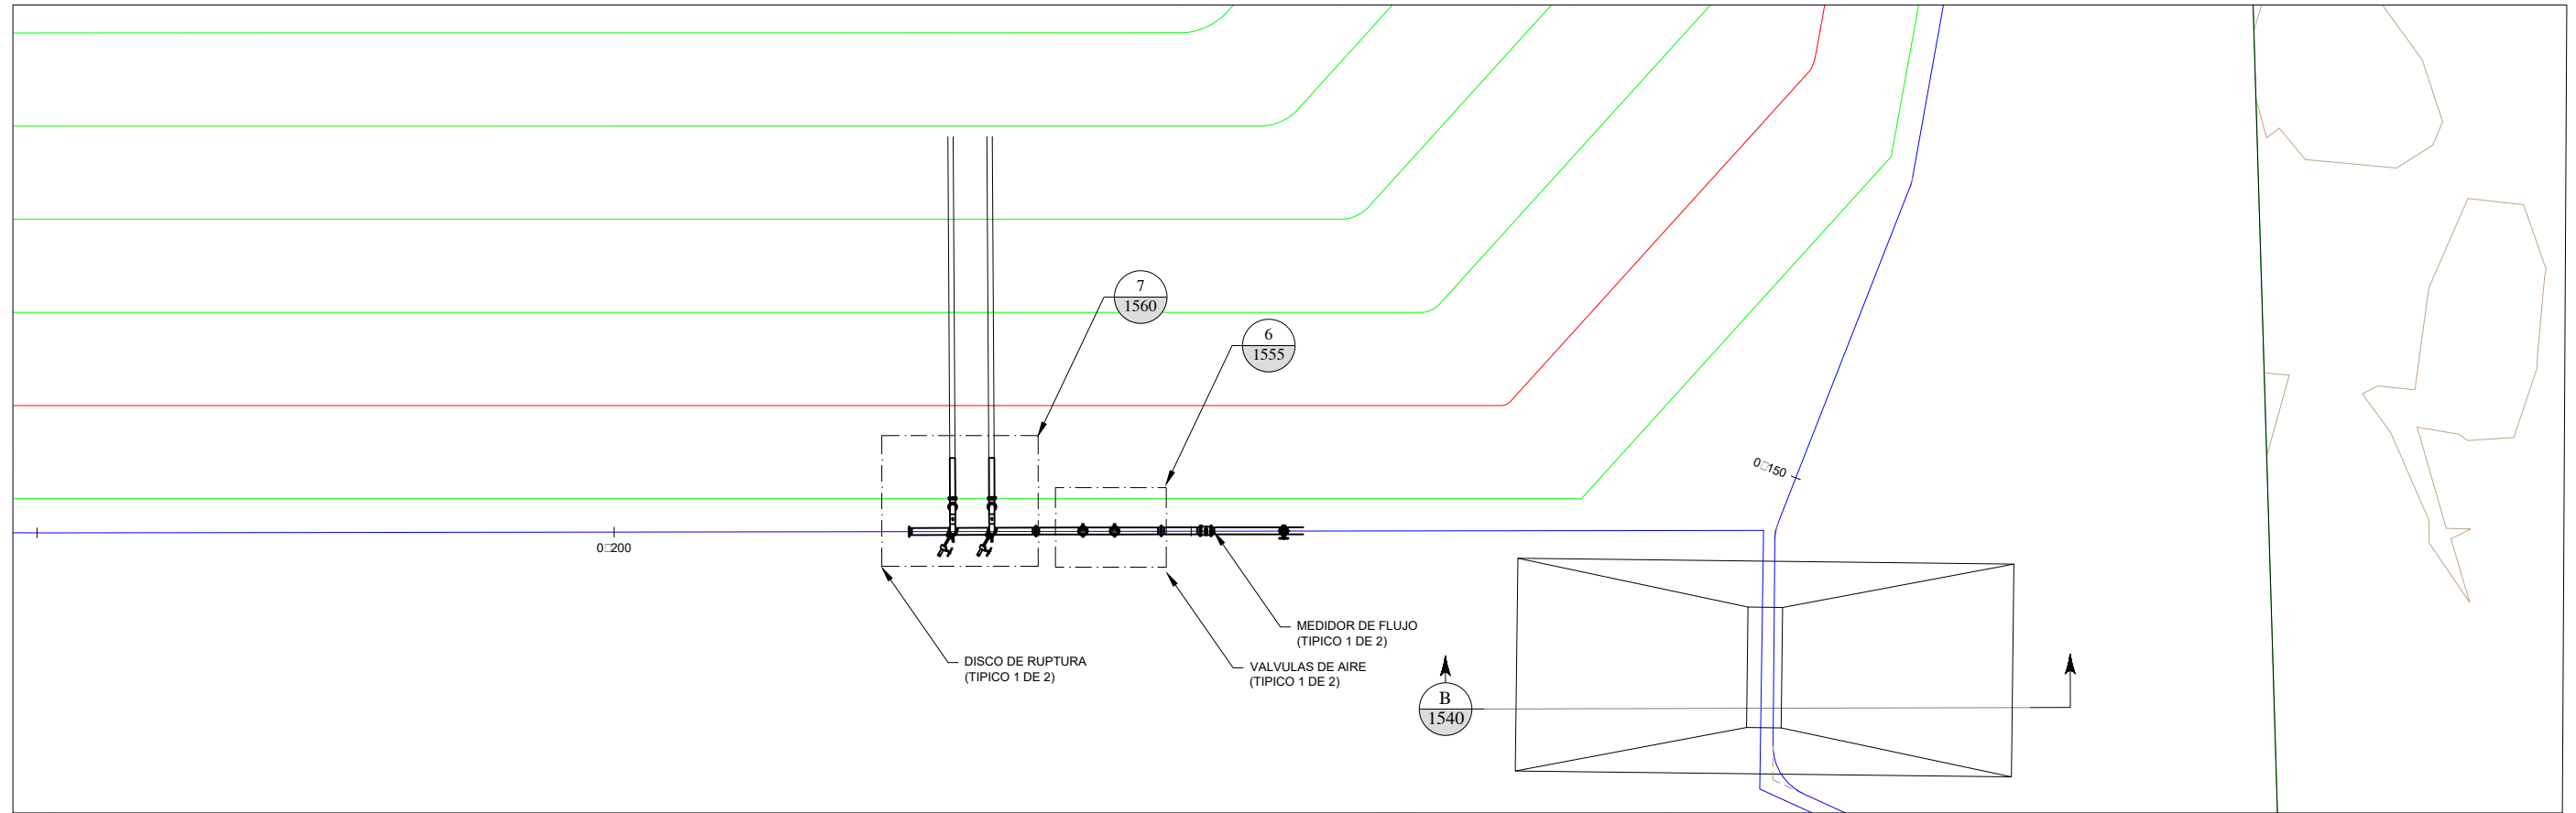 7
1560
6
1555
0□150
0□200
MEDIDOR DE FLUJO
(TIPICO 1 DE 2)
DISCO DE RUPTURA
(TIPICO 1 DE 2)
VALVULAS DE AIRE
(TIPICO 1 DE 2)
B
1540